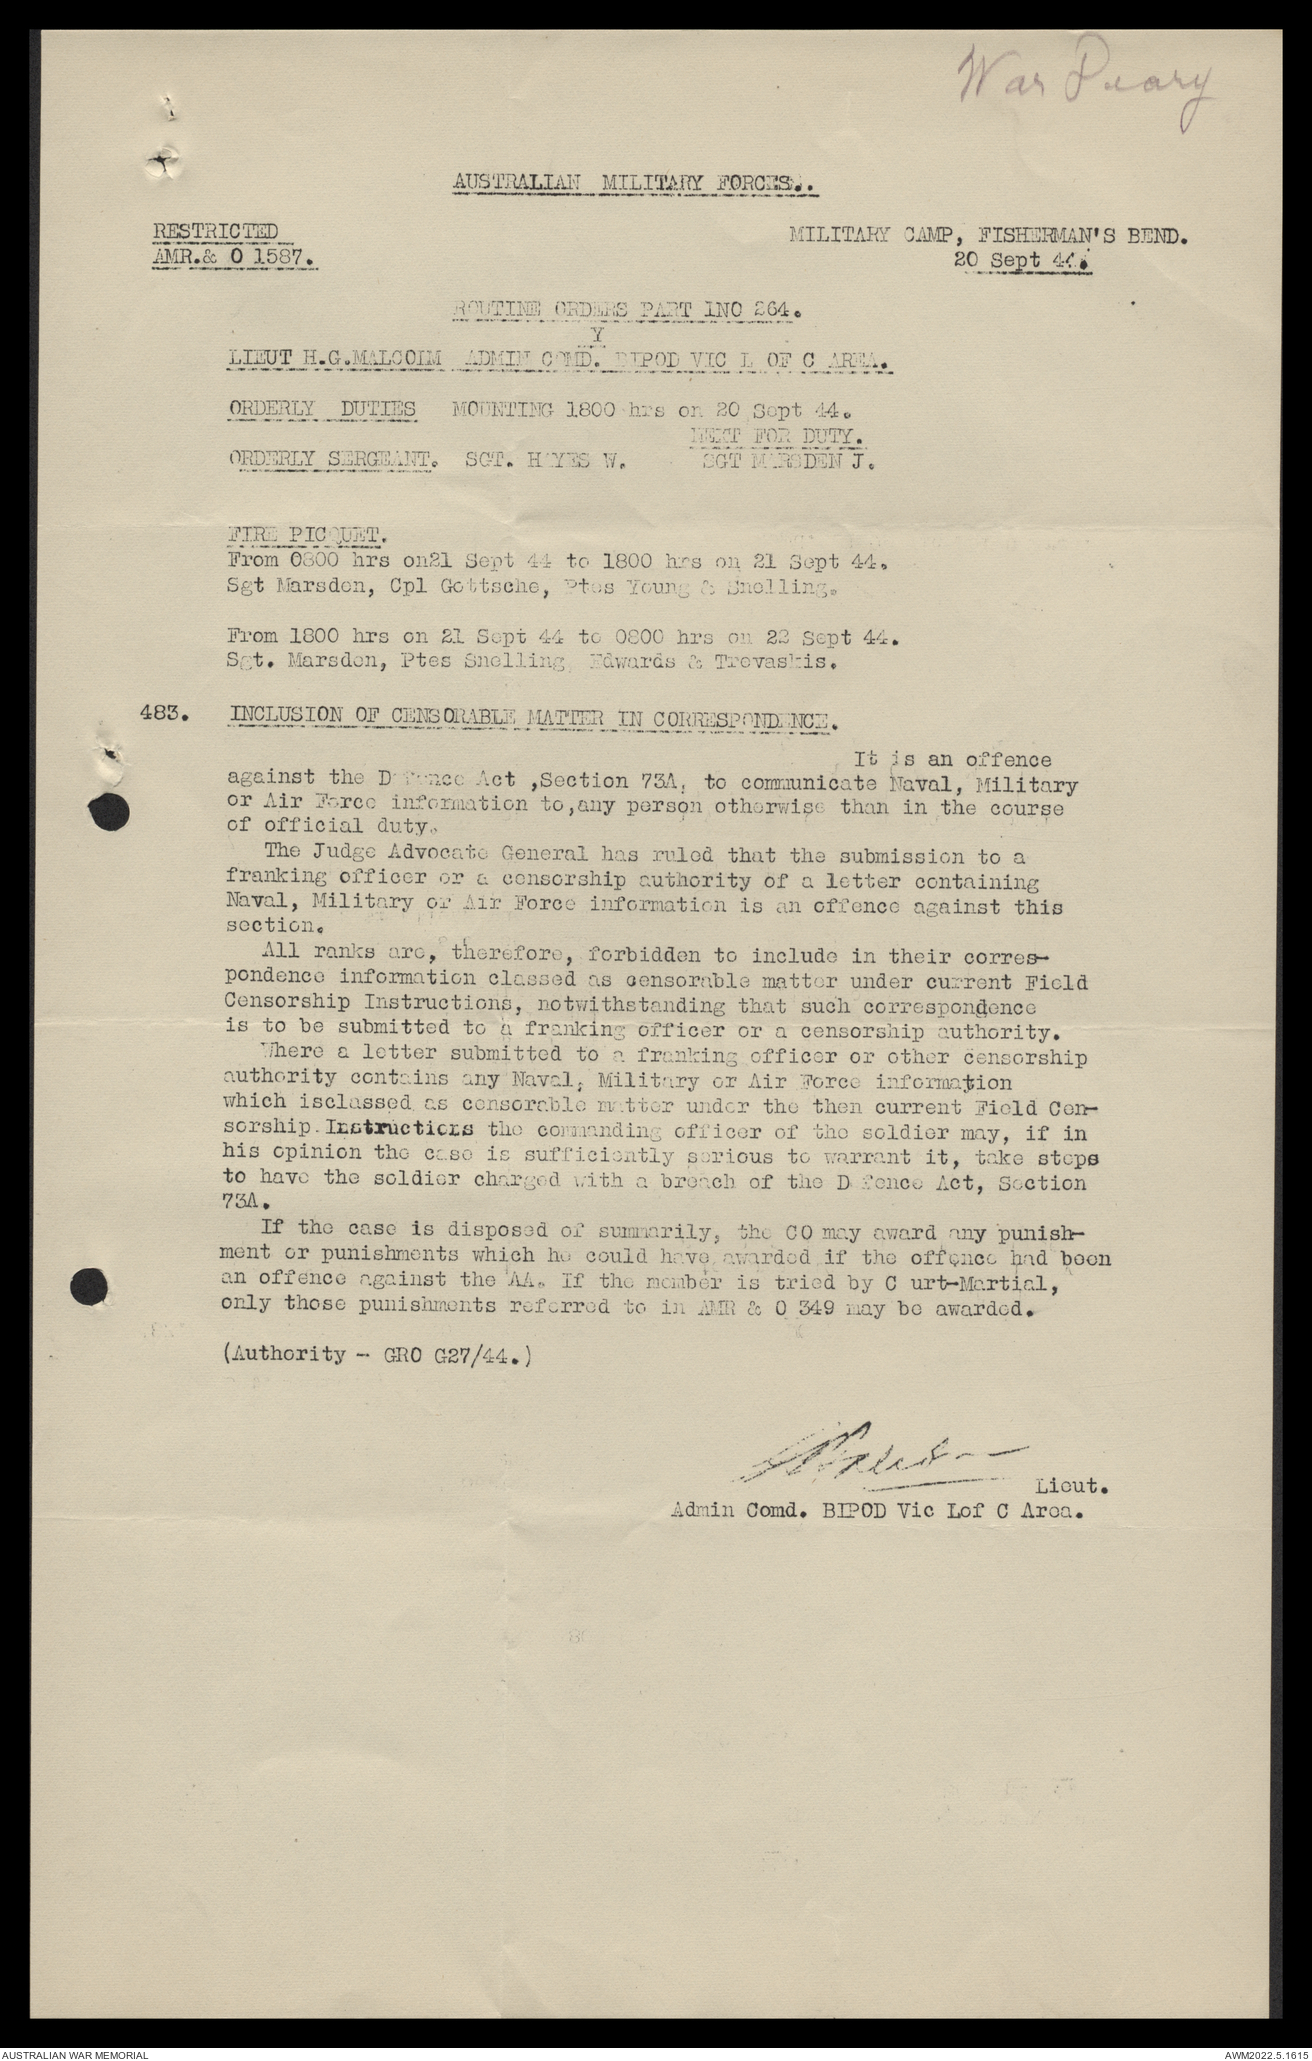 War Diary
AUSTRALIAN MILITARY FORCES..
RESTRICTED
AMR.& O 1587.
MILITARY CAMP, FISHERMAN'S BEND.
20 Sept 44.
ROUTINE ORDERS PART 1NO 264.
Y
LIEUT H.G.MALCOIM ADMIN COMD. BIPOD VIC L OF C AREA.
ORDERLY DUTIES MOUNTING 1800 hrs on 20 Sept 44.
NEXT FOR DUTY.
ORDERLY SERGEANT. SGT. HAYES W. SGT MARSDEN J.
FIRE PICQUET.
From 0800 hrs on21 Sept 44 to 1800 hrs on 21 Sept 44.
Sgt Marsden, Cpl Gottsche, Ptes Young & Snelling.
From 1800 hrs on 21 Sept 44 to 0800 hrs on 22 Sept 44.
Sgt. Marsden, Ptes Snelling, Edwards & Trevaskis.
483. INCLUSION OF CENSORABLE MATTER IN CORRESPONDENCE.
It is an offence
against the Defence Act ,Section 73A, to communicate Naval, Military
or Air Force information to,any person otherwise than in the course
of official duty.
The Judge Advocate General has ruled that the submission to a
franking officer or a censorship authority of a letter containing
Naval, Military or Air Force information is an offence against this
section.
All ranks are, therefore, forbidden to include in their corres-
pondence information classed as censorable matter under current Field
Censorship Instructions, notwithstanding that such correspondence
is to be submitted to a franking officer or a censorship authority.
Where a letter submitted to a franking officer or other censorship
authority contains any Naval, Military or Air Force information
which isclassed as censorable matter under the then current Field Cen-
sorship Instructions the commanding officer of the soldier may, if in
his opinion the case is sufficiently serious to warrant it, take steps
to have the soldier charged with a breach of the D fence Act, Section
73A.
If the case is disposed of summarily, the CO may award any punish-
ment or punishments which he could have awarded if the offence had been
an offence against the AA. If the member is tried by C urt-Martial,
only those punishments referred to in AMR & O 349 may be awarded.
(Authority - GRO G27/44.)
Lieut.
Admin Comd. BIPOD Vic Lof C Area.
AUSTRALIAN WAR MEMORIAL
AWM2022.5.1615